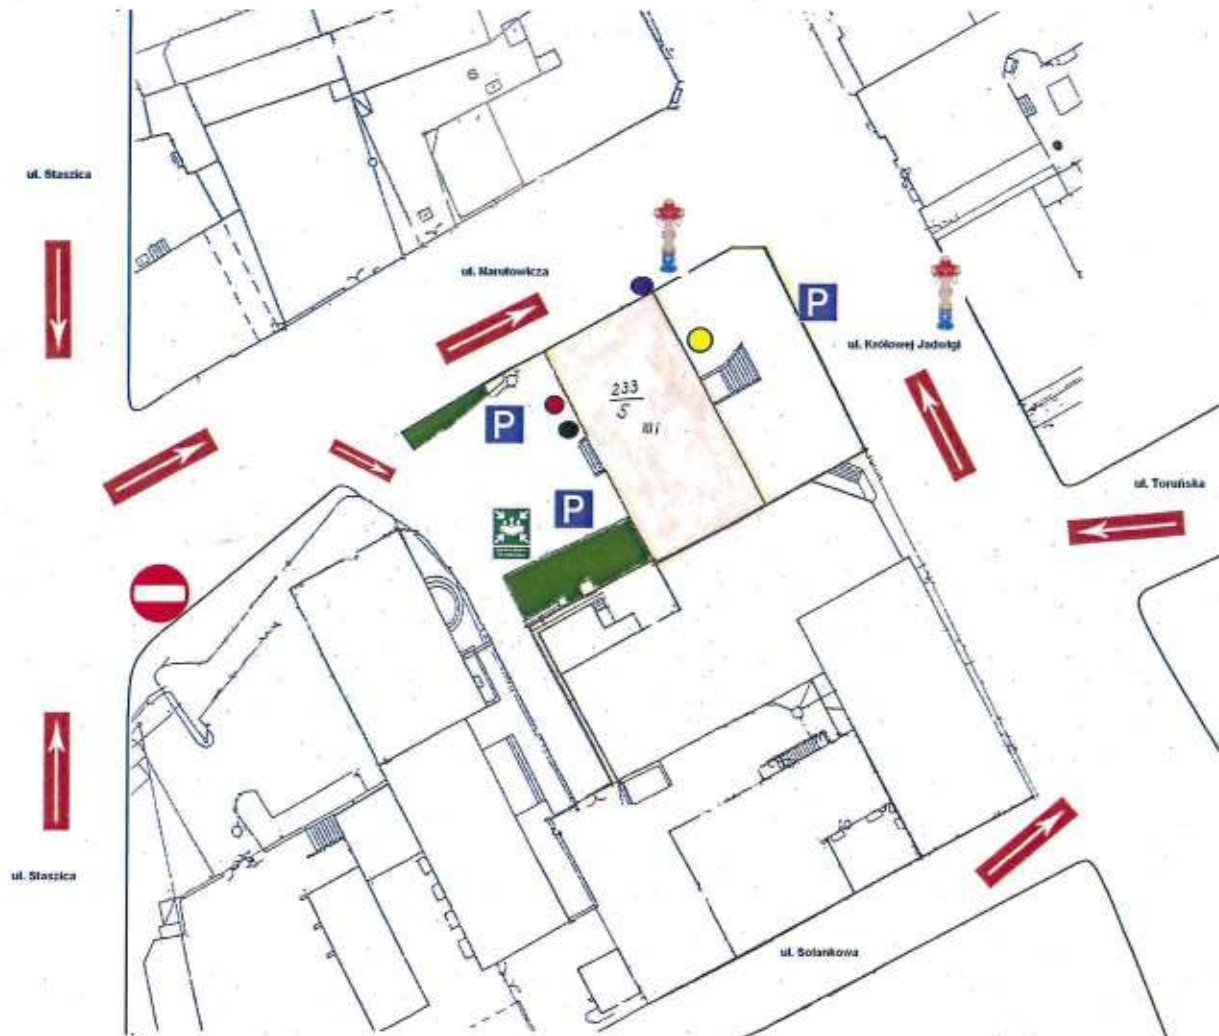 ul. Staszica
ul. Narutowicza
P
ul. Królowej Jadwigi
233
5
P
ul. Toruńska
P
ul. Staszica
ul. Solankowa